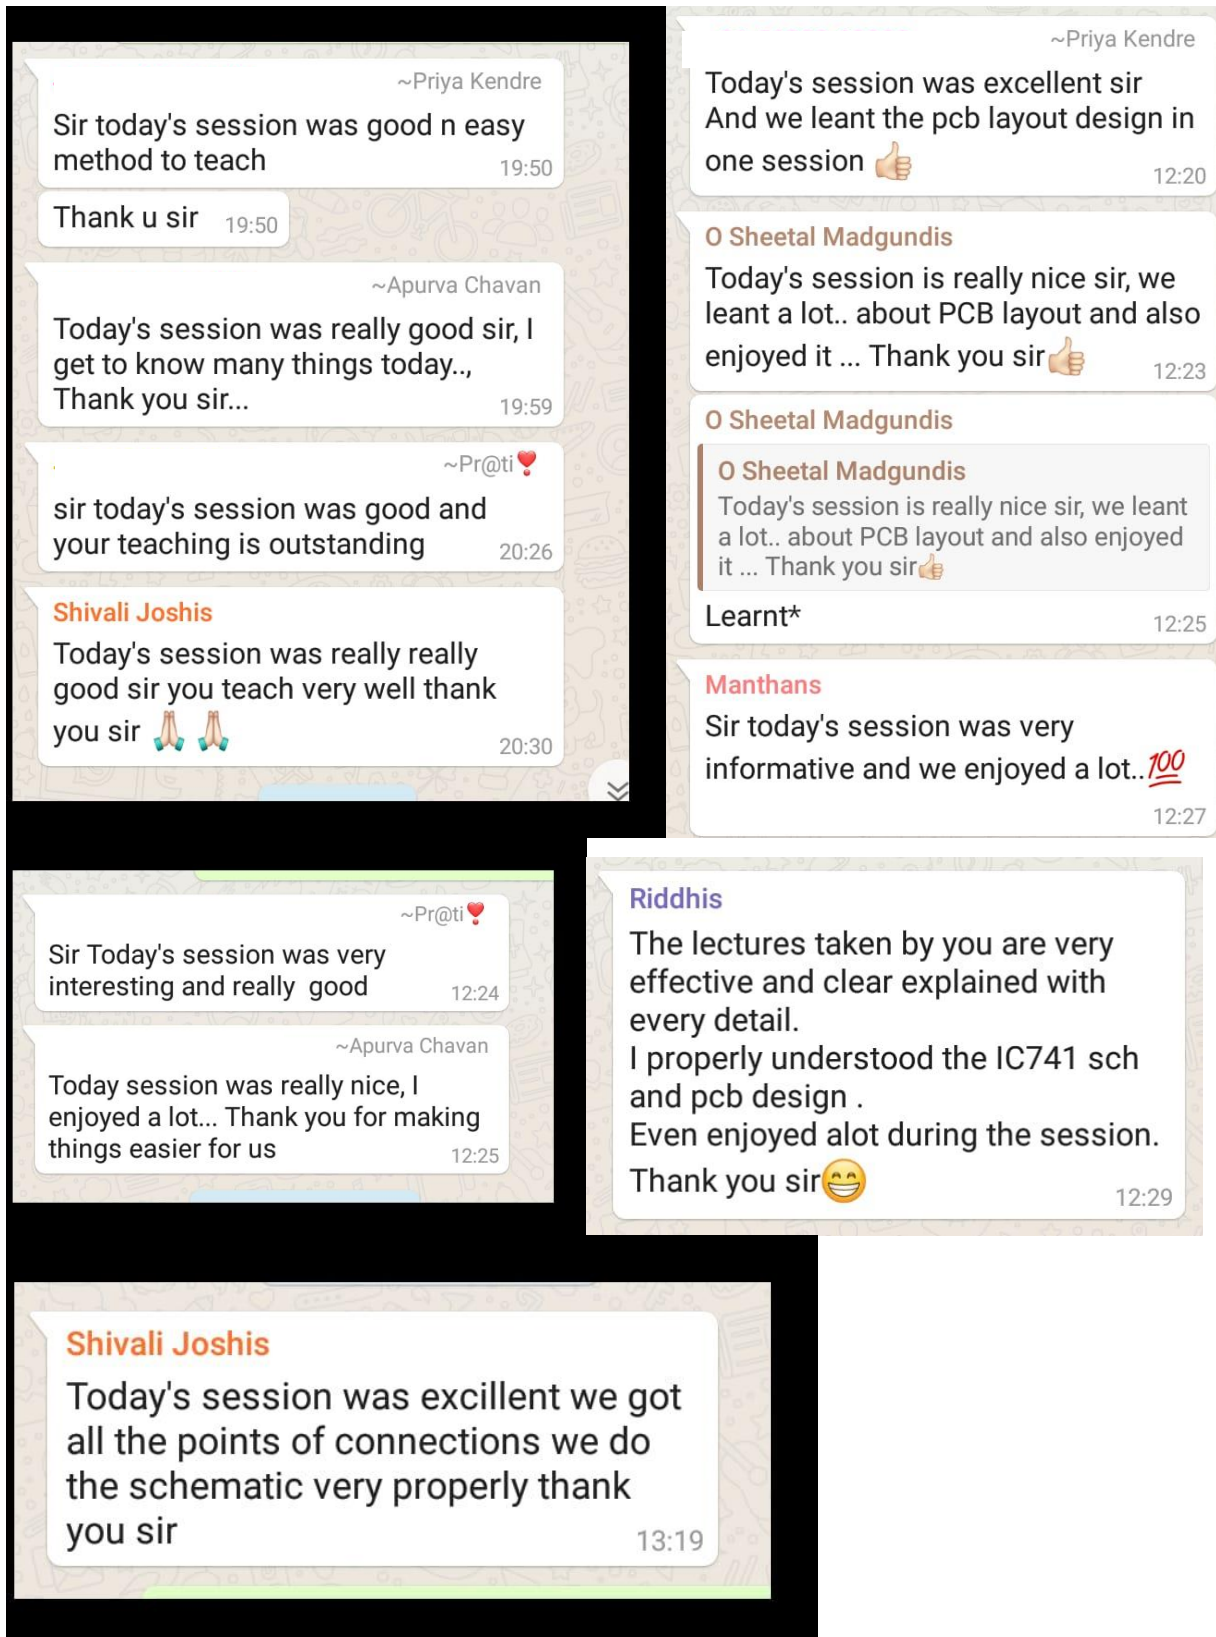 ~Priya Kendre
Sir today's session was good n easy
method to teach 19:50
Thank u sir 19:50
~Apurva Chavan
Today's session was really good sir, I
get to know many things today..,
Thank you sir... 19:59
~Pr@ti❣️
sir today's session was good and
your teaching is outstanding 20:26
Shivali Joshis
Today's session was really really
good sir you teach very well thank
you sir 🙏🏻 🙏🏻 20:30
~Priya Kendre
Today's session was excellent sir
And we leant the pcb layout design in
one session 👍🏻 12:20
O Sheetal Madgundis
Today's session is really nice sir, we
leant a lot.. about PCB layout and also
enjoyed it ... Thank you sir👍🏻 12:23
O Sheetal Madgundis
O Sheetal Madgundis
Today's session is really nice sir, we leant
a lot.. about PCB layout and also enjoyed
it ... Thank you sir👍🏻
Learnt* 12:25
Manthans
Sir today's session was very
informative and we enjoyed a lot..💯
12:27
~Pr@ti❣️
Sir Today's session was very
interesting and really  good 12:24
~Apurva Chavan
Today session was really nice, I
enjoyed a lot... Thank you for making
things easier for us 12:25
Riddhis
The lectures taken by you are very
effective and clear explained with
every detail.
I properly understood the IC741 sch
and pcb design .
Even enjoyed alot during the session.
Thank you sir😁 12:29
Shivali Joshis
Today's session was excillent we got
all the points of connections we do
the schematic very properly thank
you sir 13:19